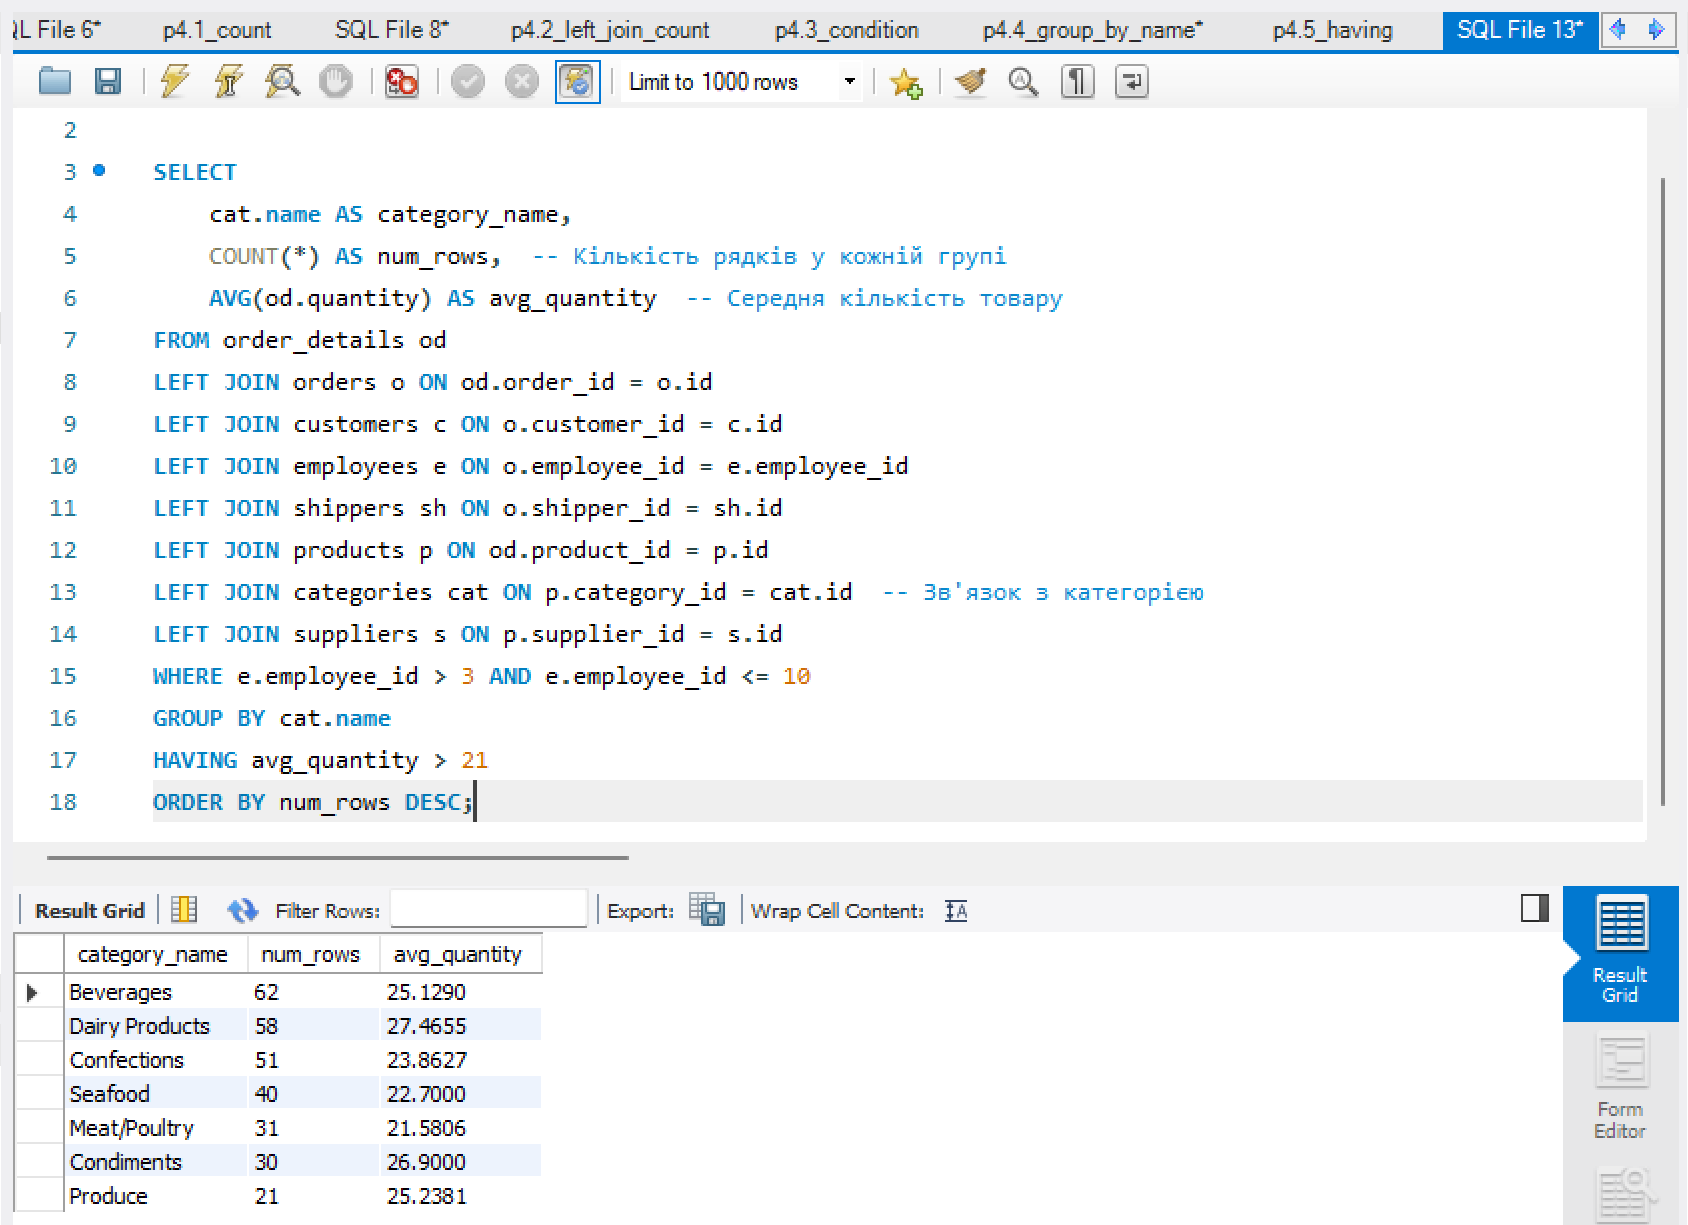 QL File 6* p4.1_count SQL File 8* p4.2_left_join_count p4.3_condition p4.4_group_by_name* p4.5_having SQL File 13*
Limit to 1000 rows
2
3 SELECT
4 cat.name AS category_name,
5 COUNT(*) AS num_rows, -- Кількість рядків у кожній групі
6 AVG(od.quantity) AS avg_quantity -- Середня кількість товару
7 FROM order_details od
8 LEFT JOIN orders o ON od.order_id = o.id
9 LEFT JOIN customers c ON o.customer_id = c.id
10 LEFT JOIN employees e ON o.employee_id = e.employee_id
11 LEFT JOIN shippers sh ON o.shipper_id = sh.id
12 LEFT JOIN products p ON od.product_id = p.id
13 LEFT JOIN categories cat ON p.category_id = cat.id -- Зв'язок з категорією
14 LEFT JOIN suppliers s ON p.supplier_id = s.id
15 WHERE e.employee_id > 3 AND e.employee_id <= 10
16 GROUP BY cat.name
17 HAVING avg_quantity > 21
18 ORDER BY num_rows DESC;
Result Grid Filter Rows: Export: Wrap Cell Content:
category_name num_rows avg_quantity
Beverages 62 25.1290
Dairy Products 58 27.4655
Confections 51 23.8627
Seafood 40 22.7000
Meat/Poultry 31 21.5806
Condiments 30 26.9000
Produce 21 25.2381
Result
Grid
Form
Editor